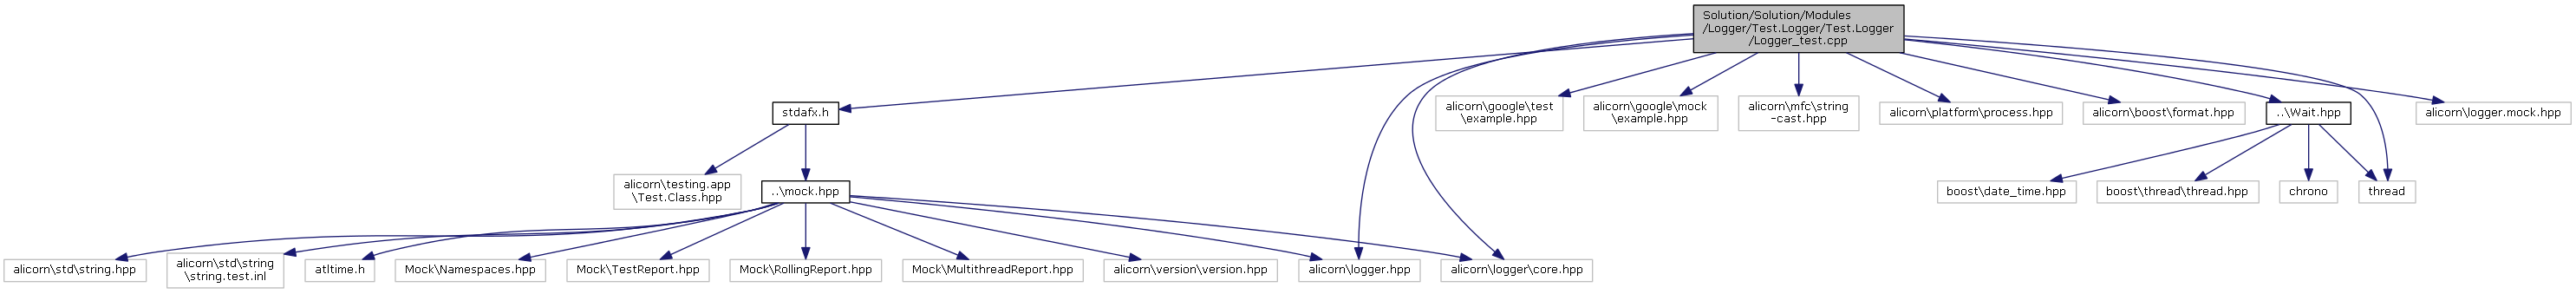 Solution/Solution/Modules
/Logger/Test.Logger/Test.Logger
/Logger_test.cpp
stdafx.h
alicorn\google\test
\example.hpp
alicorn\google\mock
\example.hpp
alicorn\mfc\string
-cast.hpp
alicorn\platform\process.hpp
alicorn\boost\format.hpp
..\Wait.hpp
alicorn\logger.mock.hpp
alicorn\testing.app
\Test.Class.hpp
..\mock.hpp
boost\date_time.hpp
boost\thread\thread.hpp
chrono
thread
alicorn\std\string.hpp
alicorn\std\string
\string.test.inl
atltime.h
Mock\Namespaces.hpp
Mock\TestReport.hpp
Mock\RollingReport.hpp
Mock\MultithreadReport.hpp
alicorn\version\version.hpp
alicorn\logger.hpp
alicorn\logger\core.hpp